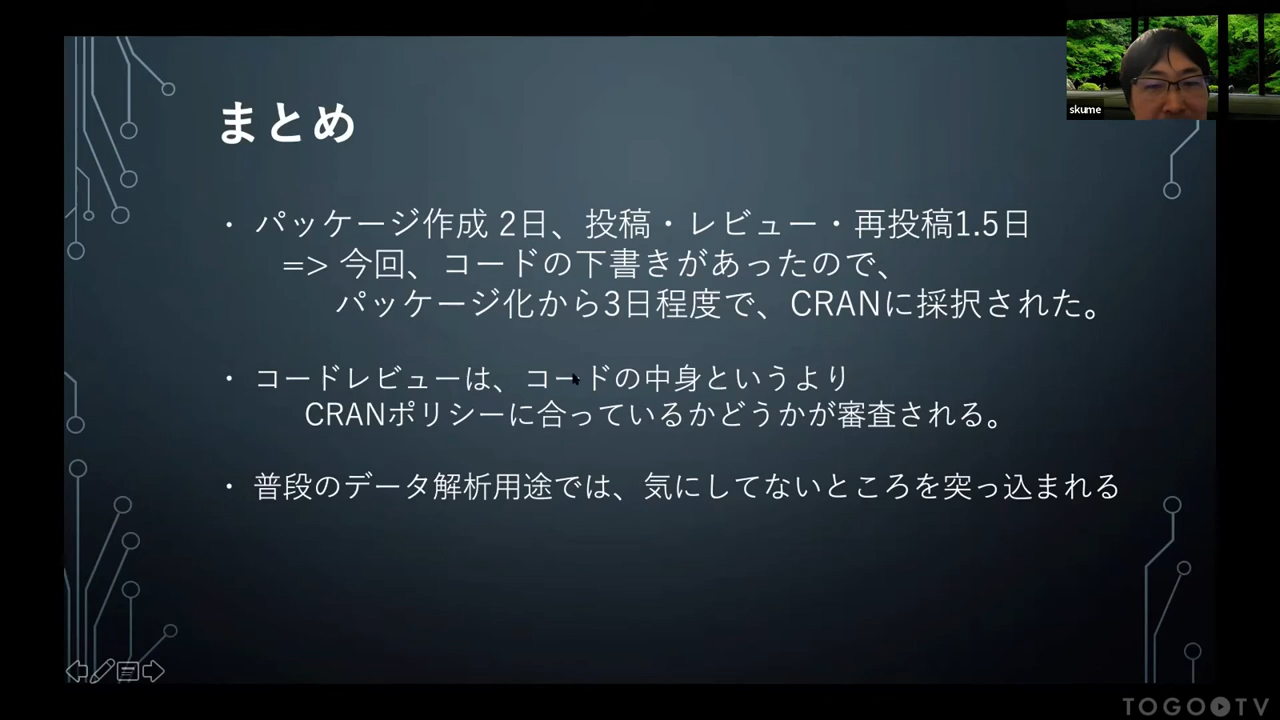 まとめ
・ パッケージ作成 2日、投稿・レビュー・再投稿1.5日
=> 今回、コードの下書きがあったので、
パッケージ化から3日程度で、CRANに採択された。
・ コードレビューは、コードの中身というより
CRANポリシーに合っているかどうかが審査される。
・ 普段のデータ解析用途では、気にしてないところを突っ込まれる
skume
TOGO TV